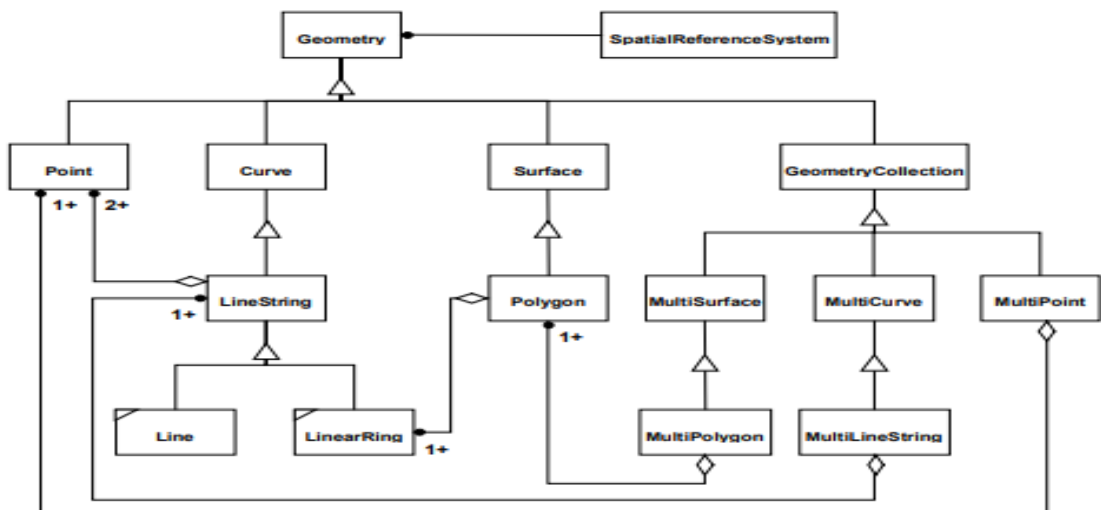 Geometry
SpatialReferenceSystem
Point
Curve
Surface
GeometryCollection
1+
2+
LineString
1+
Polygon
1+
MultiSurface
MultiCurve
MultiPoint
Line
LinearRing
1+
MultiPolygon
MultiLineString